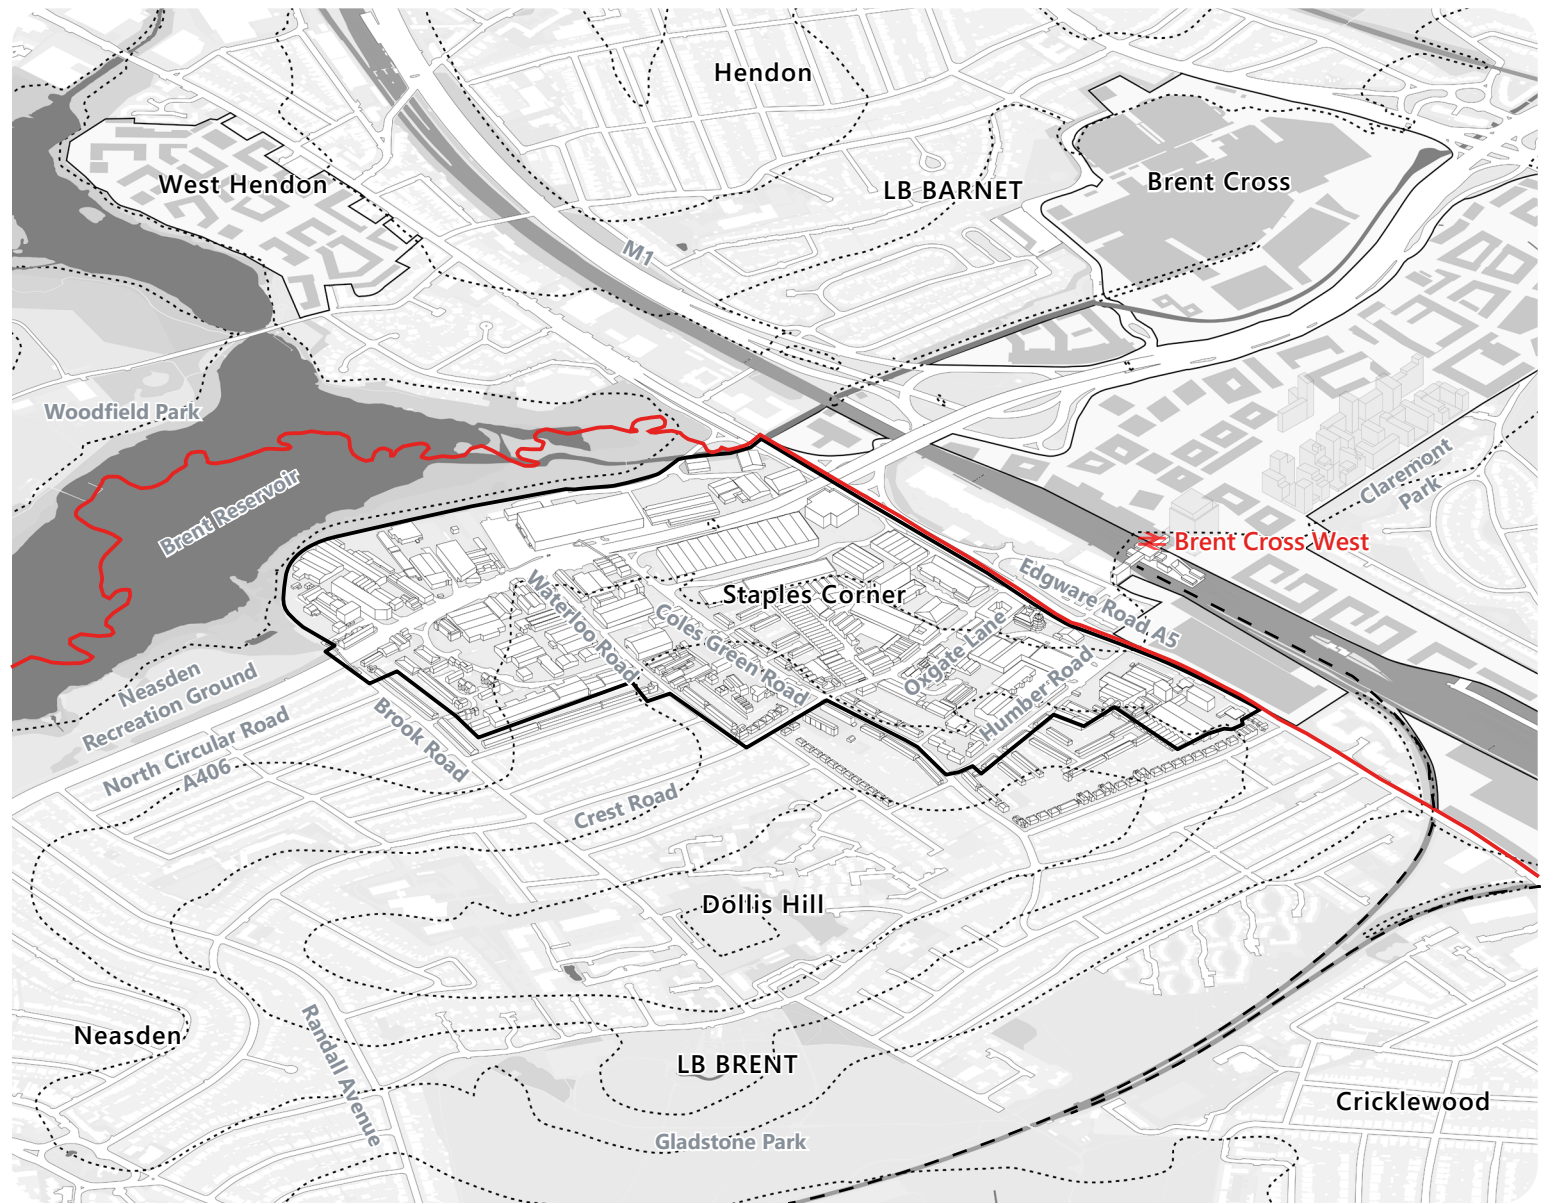 Hendon
West Hendon
LB BARNET
Brent Cross
M1
Woodfield Park
Claremont
Park
Brent Reservoir
Brent Cross West
Staples Corner
Edgware Road A5
Waterloo Road
Coles Green Road
Oxgate Lane
Humber Road
Neasden
Recreation Ground
North Circular Road
A406
Brook Road
Crest Road
Dollis Hill
Neasden
Randall Avenue
LB BRENT
Cricklewood
Gladstone Park